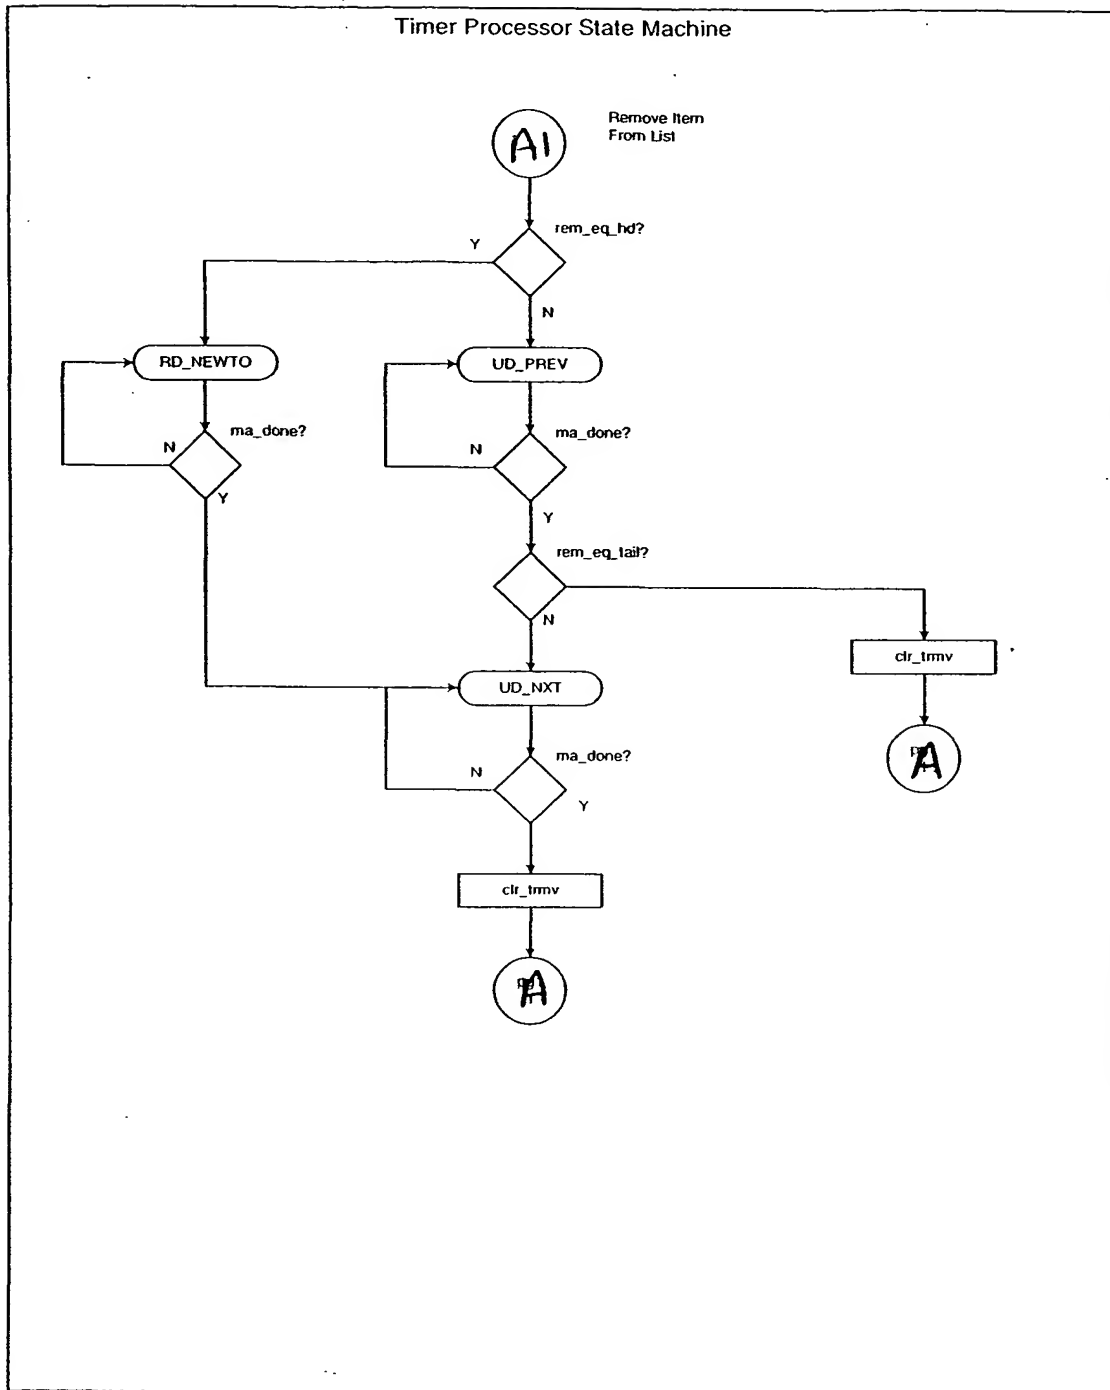 Timer Processor State Machine
A1
Remove Item
From List
rem_eq_hd?
Y
N
RD_NEWTO
UD_PREV
ma_done?
N
Y
ma_done?
N
Y
rem_eq_tail?
N
clr_trmv
UD_NXT
A
ma_done?
N
Y
clr_trmv
A